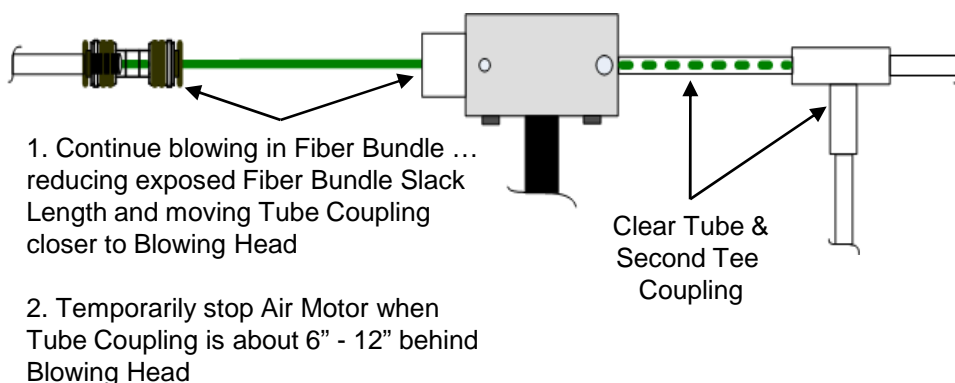 1. Continue blowing in Fiber Bundle …
reducing exposed Fiber Bundle Slack
Length and moving Tube Coupling
closer to Blowing Head
2. Temporarily stop Air Motor when
Tube Coupling is about 6” - 12” behind
Blowing Head
Clear Tube &
Second Tee
Coupling